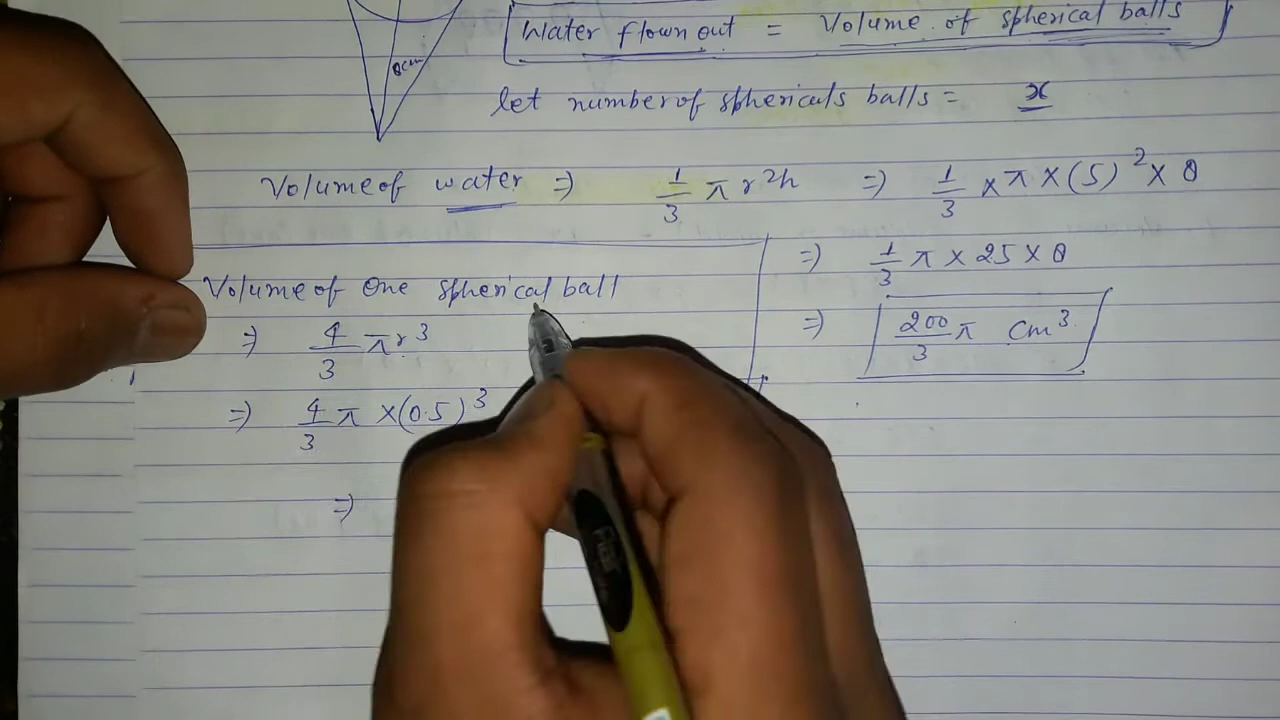 Water flown out = Volume of spherical balls
8cm
let number of sphericals balls = x
Volume of water ⇒ 1/3 π r²h ⇒ 1/3 × π × (5)² × 8
⇒ 1/3 π × 25 × 8
⇒ 200/3 π cm³
Volume of one spherical ball
⇒ 4/3 π r³
⇒ 4/3 π × (0.5)³
⇒
Flair